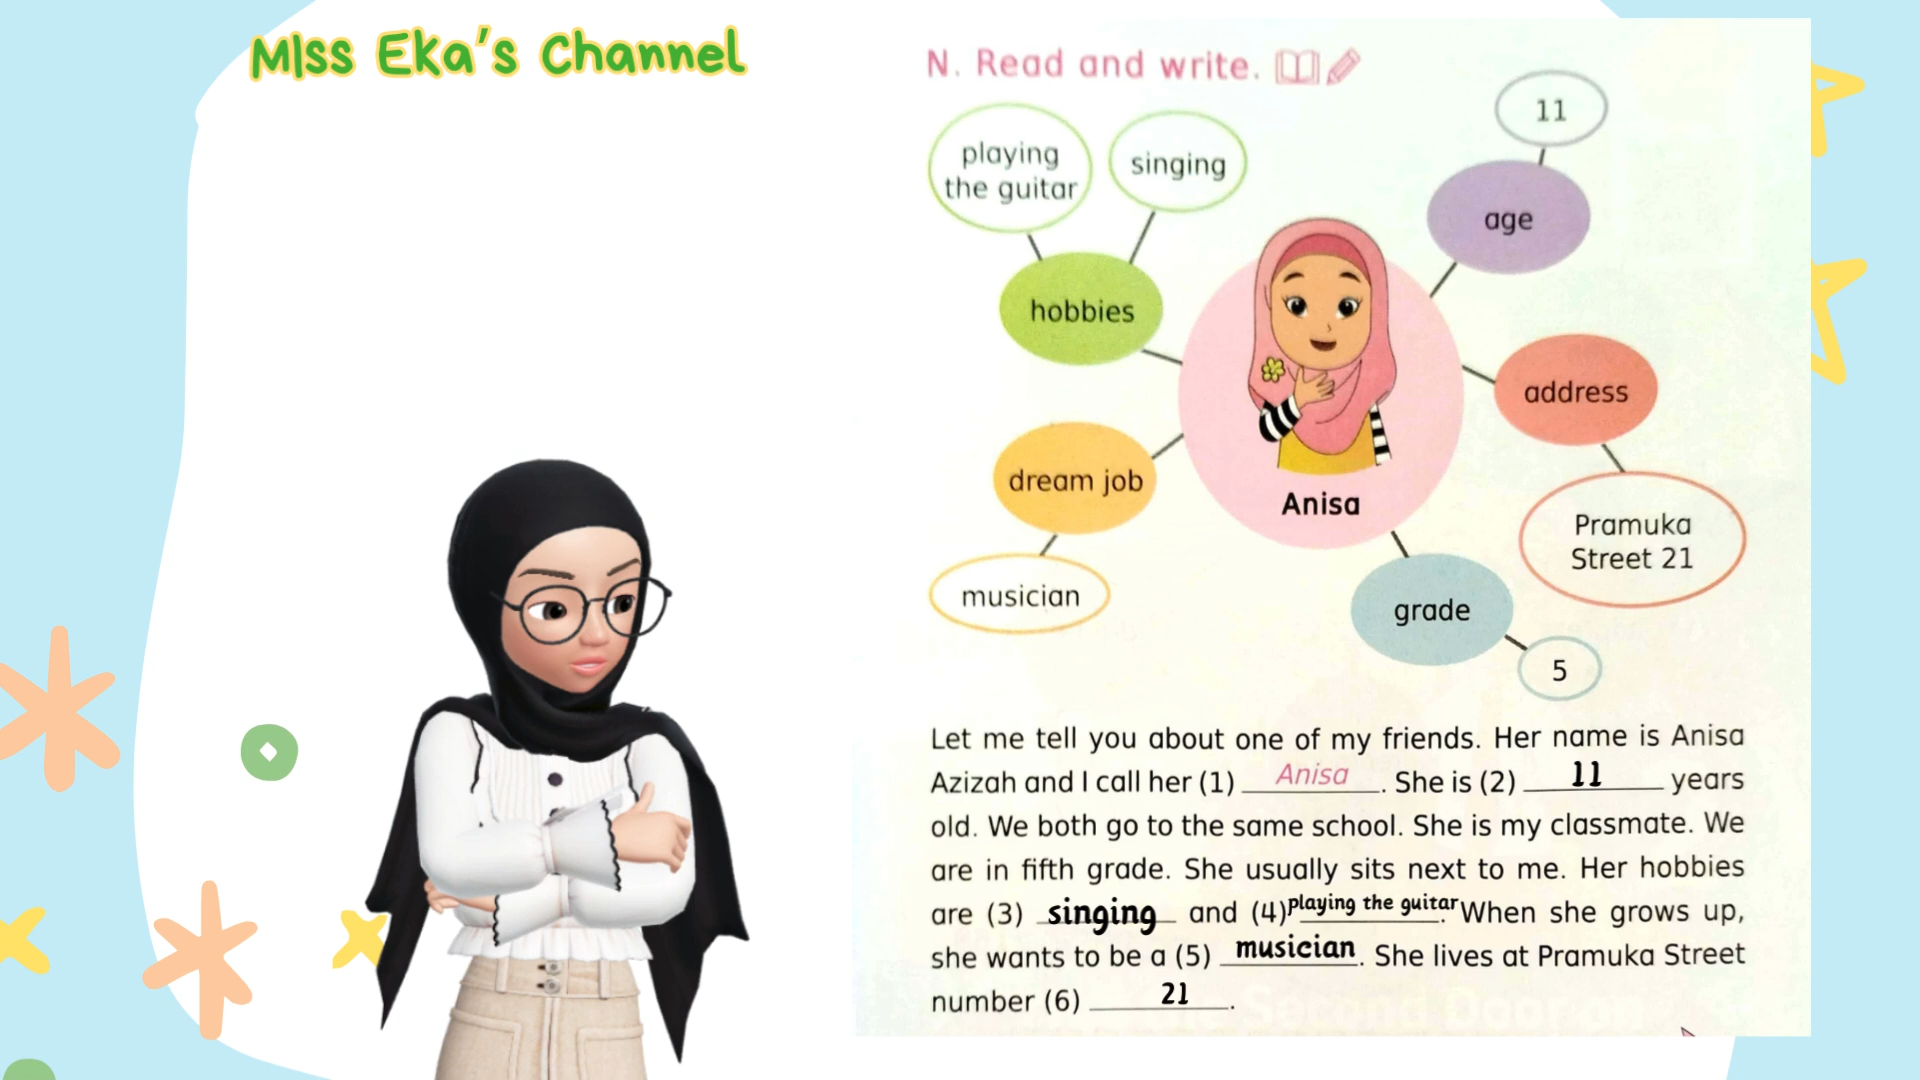 MIss Eka's Channel
N. Read and write.
playing
the guitar
singing
11
age
hobbies
address
dream job
Anisa
Pramuka
Street 21
musician
grade
5
Let me tell you about one of my friends. Her name is Anisa
Azizah and I call her (1) Anisa. She is (2) 11 years
old. We both go to the same school. She is my classmate. We
are in fifth grade. She usually sits next to me. Her hobbies
are (3) singing and (4) playing the guitar. When she grows up,
she wants to be a (5) musician. She lives at Pramuka Street
number (6) 21.